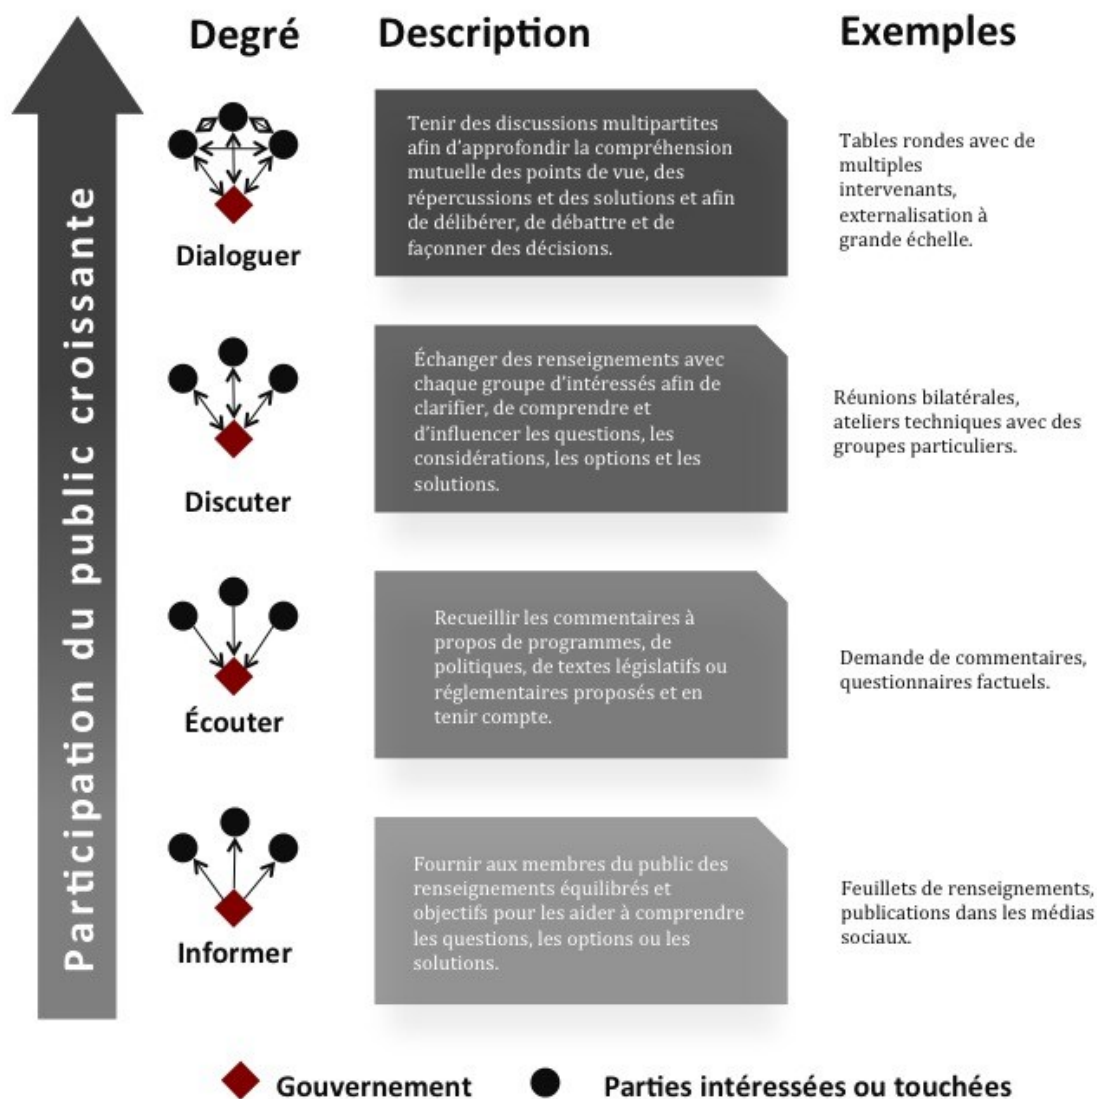 Degré Description Exemples
Participation du public croissante
Dialoguer
Tenir des discussions multipartites
afin d'approfondir la compréhension
mutuelle des points de vue, des
répercussions et des solutions et afin
de délibérer, de débattre et de
façonner des décisions.
Tables rondes avec de
multiples
intervenants,
externalisation à
grande échelle.
Discuter
Échanger des renseignements avec
chaque groupe d'intéressés afin de
clarifier, de comprendre et
d'influencer les questions, les
considérations, les options et les
solutions.
Réunions bilatérales,
ateliers techniques avec des
groupes particuliers.
Écouter
Recueillir les commentaires à
propos de programmes, de
politiques, de textes législatifs ou
réglementaires proposés et en
tenir compte.
Demande de commentaires,
questionnaires factuels.
Informer
Fournir aux membres du public des
renseignements équilibrés et
objectifs pour les aider à comprendre
les questions, les options ou les
solutions.
Feuillets de renseignements,
publications dans les médias
sociaux.
Gouvernement Parties intéressées ou touchées